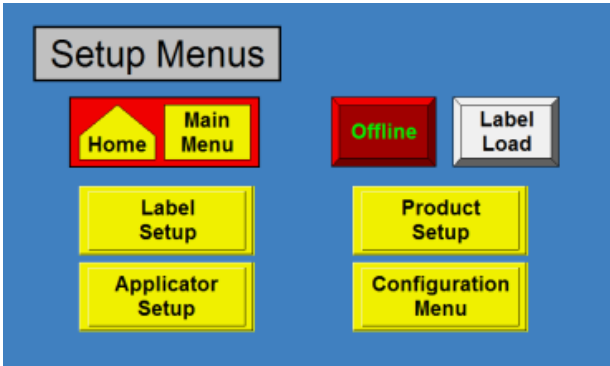 Setup Menus
Home
Main
Menu
Offline
Label
Load
Label
Setup
Product
Setup
Applicator
Setup
Configuration
Menu